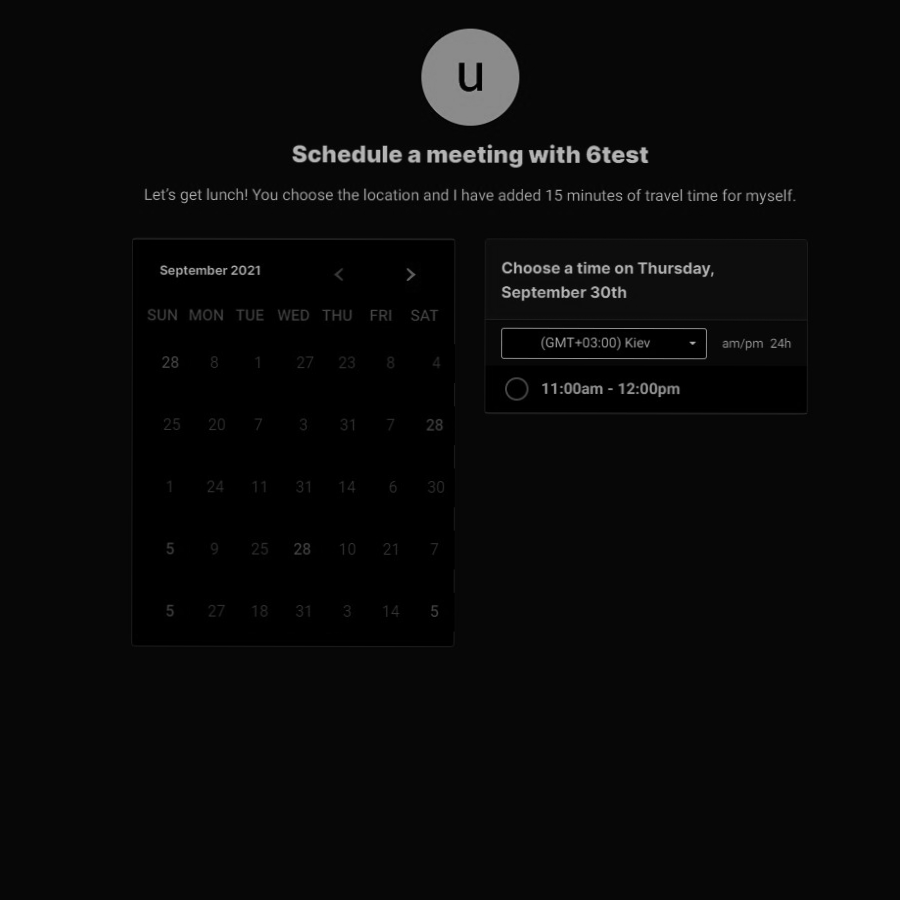 u
Schedule a meeting with 6test
Let's get lunch! You choose the location and I have added 15 minutes of travel time for myself.
September 2021
SUN MON TUE WED THU FRI SAT
28 8 1 27 23 8 4
25 20 7 3 31 7 28
1 24 11 31 14 6 30
5 9 25 28 10 21 7
5 27 18 31 3 14 5
Choose a time on Thursday,
September 30th
(GMT+03:00) Kiev am/pm 24h
11:00am - 12:00pm